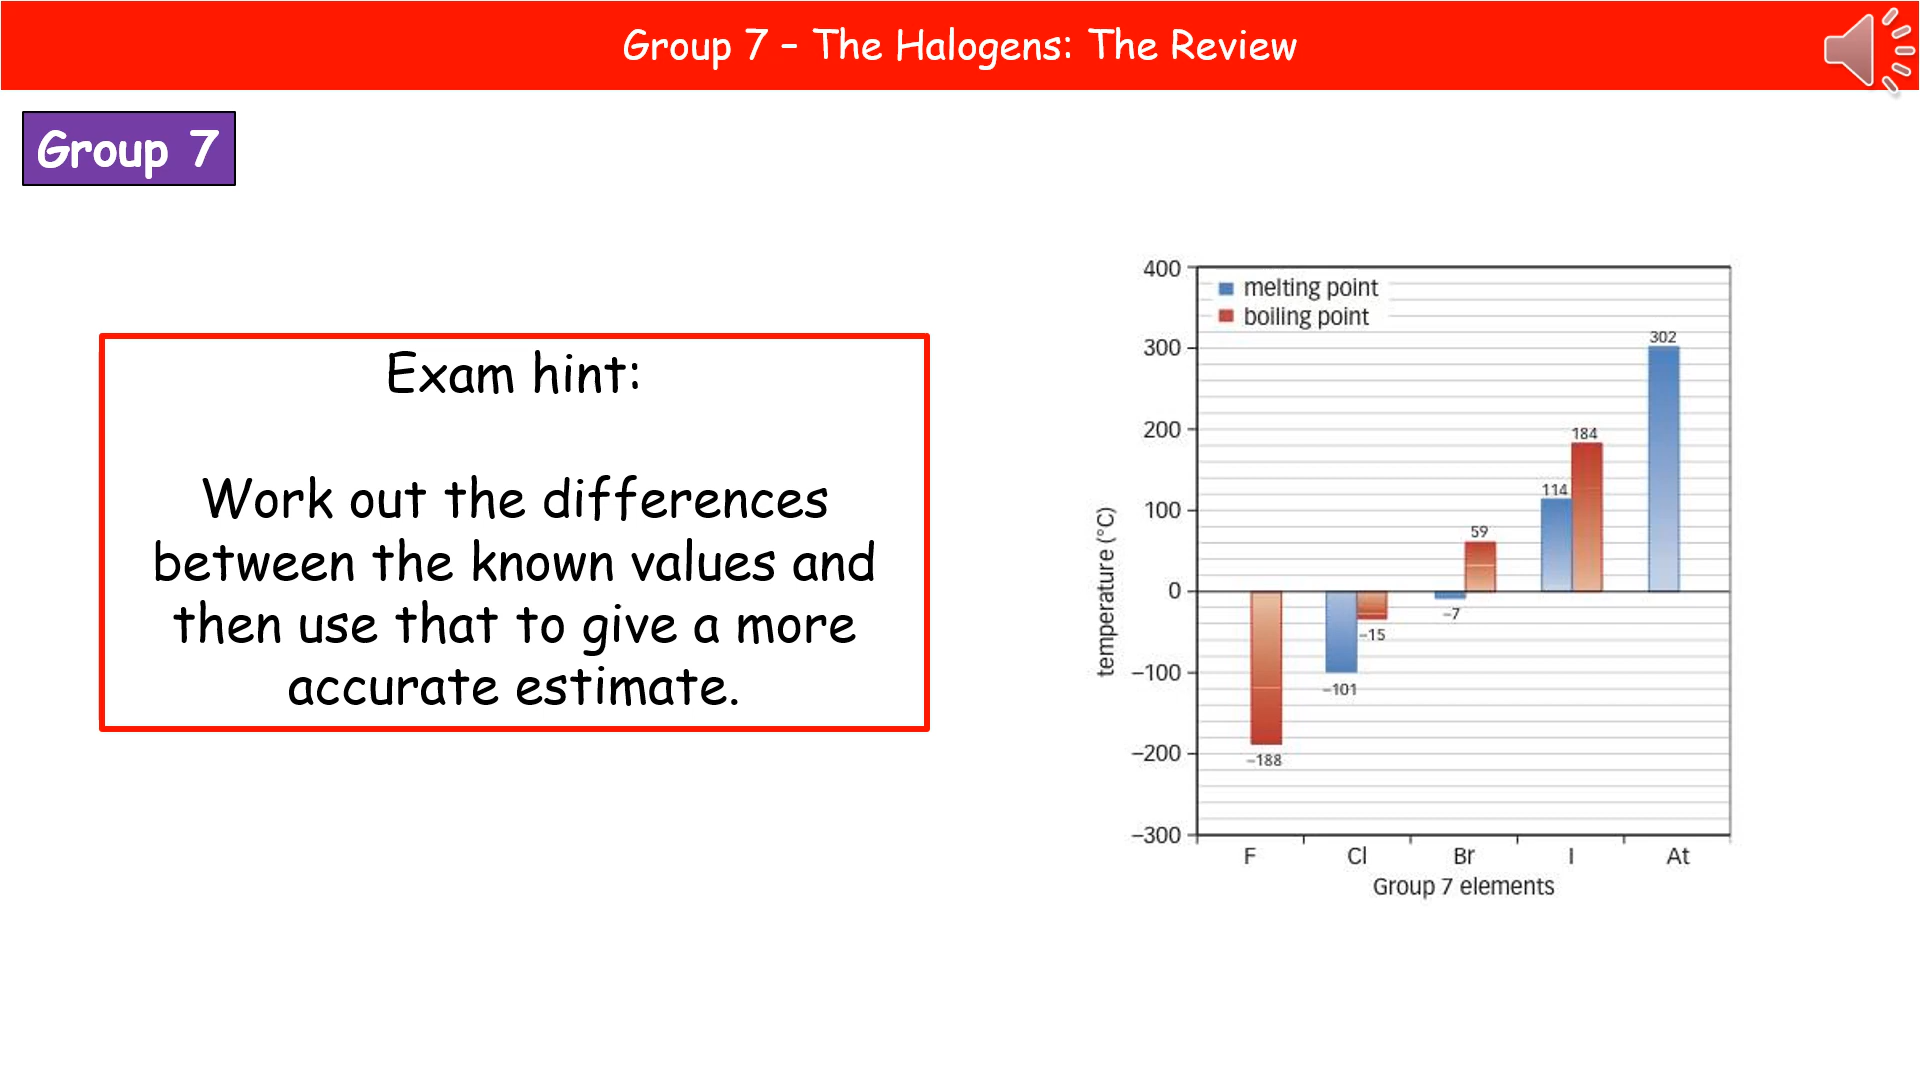 Group 7 – The Halogens: The Review
Group 7
Exam hint:
Work out the differences
between the known values and
then use that to give a more
accurate estimate.
melting point
boiling point
400
300
200
100
0
–100
–200
–300
temperature (°C)
–188
–101
–15
–7
59
114
184
302
F Cl Br I At
Group 7 elements